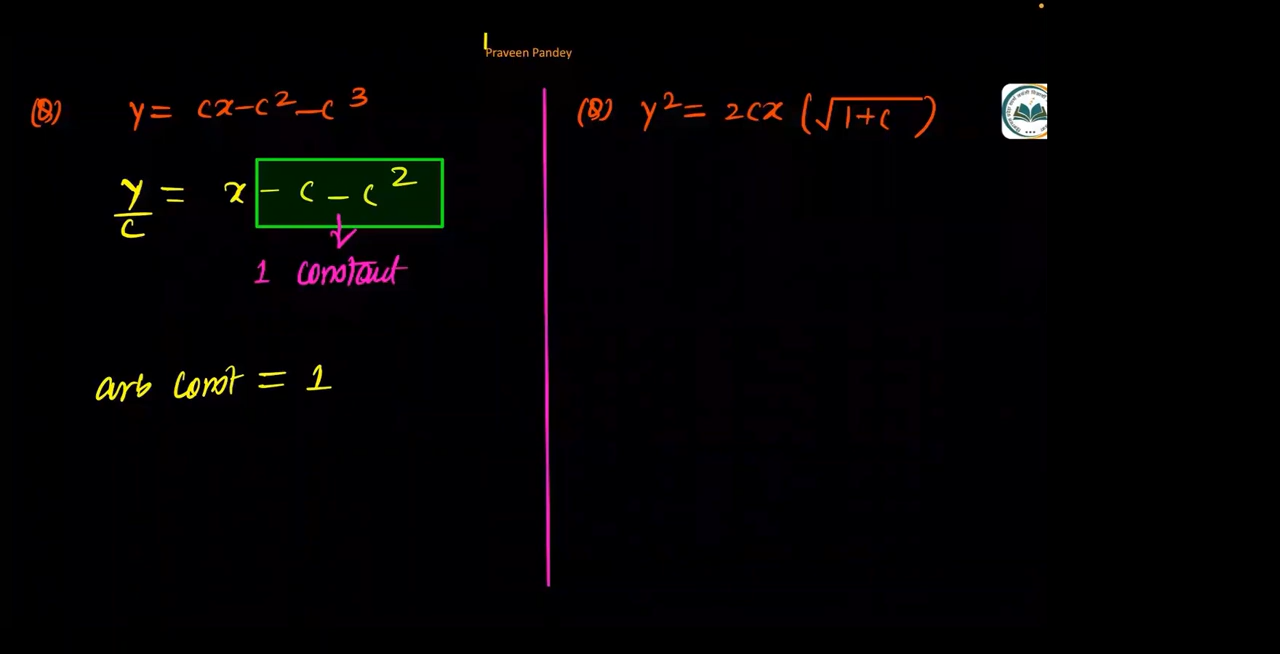 Praveen Pandey
(Q) y = cx - c² - c³
y/c = x - c - c²
1 constant
arb const = 1
(Q) y² = 2cx (√1+c)